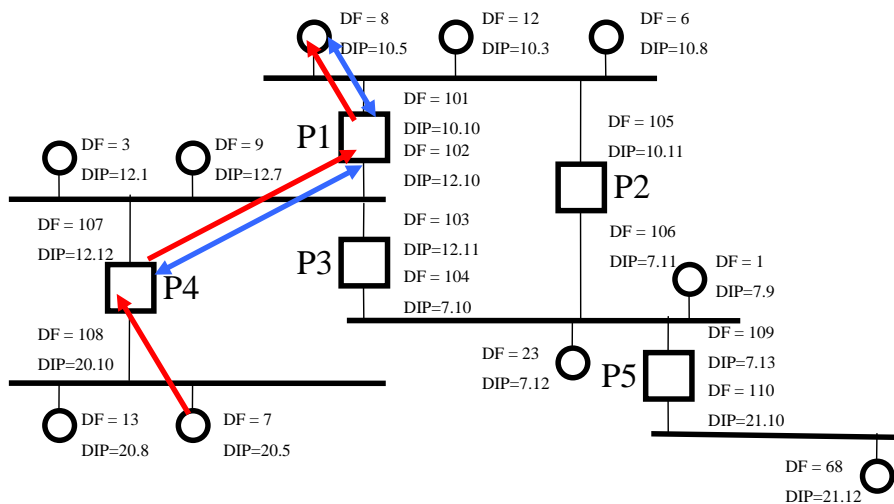 DF = 8
DIP=10.5
DF = 12
DIP=10.3
DF = 6
DIP=10.8
P1
DF = 101
DIP=10.10
DF = 102
DIP=12.10
DF = 105
DIP=10.11
P2
DF = 3
DIP=12.1
DF = 9
DIP=12.7
DF = 107
DIP=12.12
P4
DF = 108
DIP=20.10
P3
DF = 103
DIP=12.11
DF = 104
DIP=7.10
DF = 106
DIP=7.11
DF = 1
DIP=7.9
DF = 23
DIP=7.12
P5
DF = 109
DIP=7.13
DF = 110
DIP=21.10
DF = 13
DIP=20.8
DF = 7
DIP=20.5
DF = 68
DIP=21.12